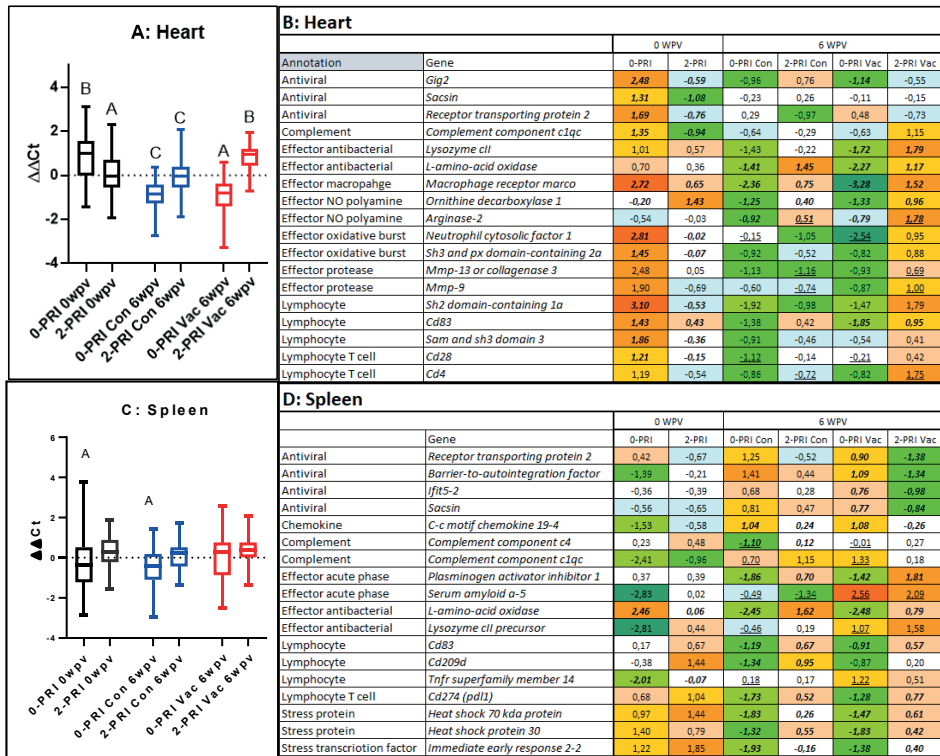 A: Heart
ΔΔCt
4
2
0
-2
-4
B
A
C
C
A
B
0-PRI 0wpv
2-PRI 0wpv
0-PRI Con 6wpv
2-PRI Con 6wpv
0-PRI Vac 6wpv
2-PRI Vac 6wpv
B: Heart
0 WPV 6 WPV
Annotation Gene 0-PRI 2-PRI 0-PRI Con 2-PRI Con 0-PRI Vac 2-PRI Vac
Antiviral Gig2 2,48 -0,59 -0,96 0,76 -1,14 -0,55
Antiviral Sacsin 1,31 -1,08 -0,23 0,26 -0,11 -0,15
Antiviral Receptor transporting protein 2 1,69 -0,76 0,29 -0,97 0,48 -0,73
Complement Complement component c1qc 1,35 -0,94 -0,64 -0,29 -0,63 1,15
Effector antibacterial Lysozyme cII 1,01 0,57 -1,43 -0,22 -1,72 1,79
Effector antibacterial L-amino-acid oxidase 0,70 0,36 -1,41 1,45 -2,27 1,17
Effector macropahge Macrophage receptor marco 2,72 0,65 -2,36 0,75 -3,28 1,52
Effector NO polyamine Ornithine decarboxylase 1 -0,20 1,43 -1,25 0,40 -1,33 0,96
Effector NO polyamine Arginase-2 -0,54 -0,03 -0,92 0,51 -0,79 1,78
Effector oxidative burst Neutrophil cytosolic factor 1 2,81 -0,02 -0,15 -1,05 -2,54 0,95
Effector oxidative burst Sh3 and px domain-containing 2a 1,45 -0,07 -0,92 -0,52 -0,82 0,88
Effector protease Mmp-13 or collagenase 3 2,48 0,05 -1,13 -1,16 -0,93 0,69
Effector protease Mmp-9 1,90 -0,69 -0,60 -0,74 -0,87 1,00
Lymphocyte Sh2 domain-containing 1a 3,10 -0,53 -1,92 -0,98 -1,47 1,79
Lymphocyte Cd83 1,43 0,43 -1,38 0,42 -1,85 0,95
Lymphocyte Sam and sh3 domain 3 1,86 -0,36 -0,91 -0,46 -0,54 0,41
Lymphocyte T cell Cd28 1,21 -0,15 -1,12 -0,14 -0,21 0,42
Lymphocyte T cell Cd4 1,19 -0,54 -0,86 -0,72 -0,82 1,75
C: Spleen
ΔΔCt
6
4
2
0
-2
-4
A
A
0-PRI 0wpv
2-PRI 0wpv
0-PRI Con 6wpv
2-PRI Con 6wpv
0-PRI Vac 6wpv
2-PRI Vac 6wpv
D: Spleen
0 WPV 6 WPV
Gene 0-PRI 2-PRI 0-PRI Con 2-PRI Con 0-PRI Vac 2-PRI Vac
Antiviral Receptor transporting protein 2 0,42 -0,67 1,25 -0,52 0,90 -1,38
Antiviral Barrier-to-autointegration factor -1,39 -0,21 1,41 0,44 1,09 -1,34
Antiviral Ifit5-2 -0,36 -0,39 0,68 0,28 0,76 -0,98
Antiviral Sacsin -0,56 -0,65 0,81 0,47 0,77 -0,84
Chemokine C-c motif chemokine 19-4 -1,53 -0,58 1,04 0,24 1,08 -0,26
Complement Complement component c4 0,23 0,48 -1,10 0,12 -0,01 0,27
Complement Complement component c1qc -2,41 -0,96 0,70 1,15 1,33 0,18
Effector acute phase Plasminogen activator inhibitor 1 0,37 0,39 -1,86 0,70 -1,42 1,81
Effector acute phase Serum amyloid a-5 -2,83 0,02 -0,49 -1,34 2,56 2,09
Effector antibacterial L-amino-acid oxidase 2,46 0,06 -2,45 1,62 -2,48 0,79
Effector antibacterial Lysozyme cII precursor -2,81 0,44 -0,46 0,19 1,07 1,58
Lymphocyte Cd83 0,17 0,67 -1,19 0,67 -0,91 0,57
Lymphocyte Cd209d -0,38 1,44 -1,34 0,95 -0,87 0,20
Lymphocyte Tnfr superfamily member 14 -2,01 -0,07 0,18 0,17 1,22 0,51
Lymphocyte T cell Cd274 (pdl1) 0,68 1,04 -1,73 0,52 -1,28 0,77
Stress protein Heat shock 70 kda protein 0,97 1,44 -1,83 0,26 -1,47 0,61
Stress protein Heat shock protein 30 1,40 0,79 -1,32 0,55 -1,83 0,42
Stress transcription factor Immediate early response 2-2 1,22 1,85 -1,93 -0,16 -1,38 0,40